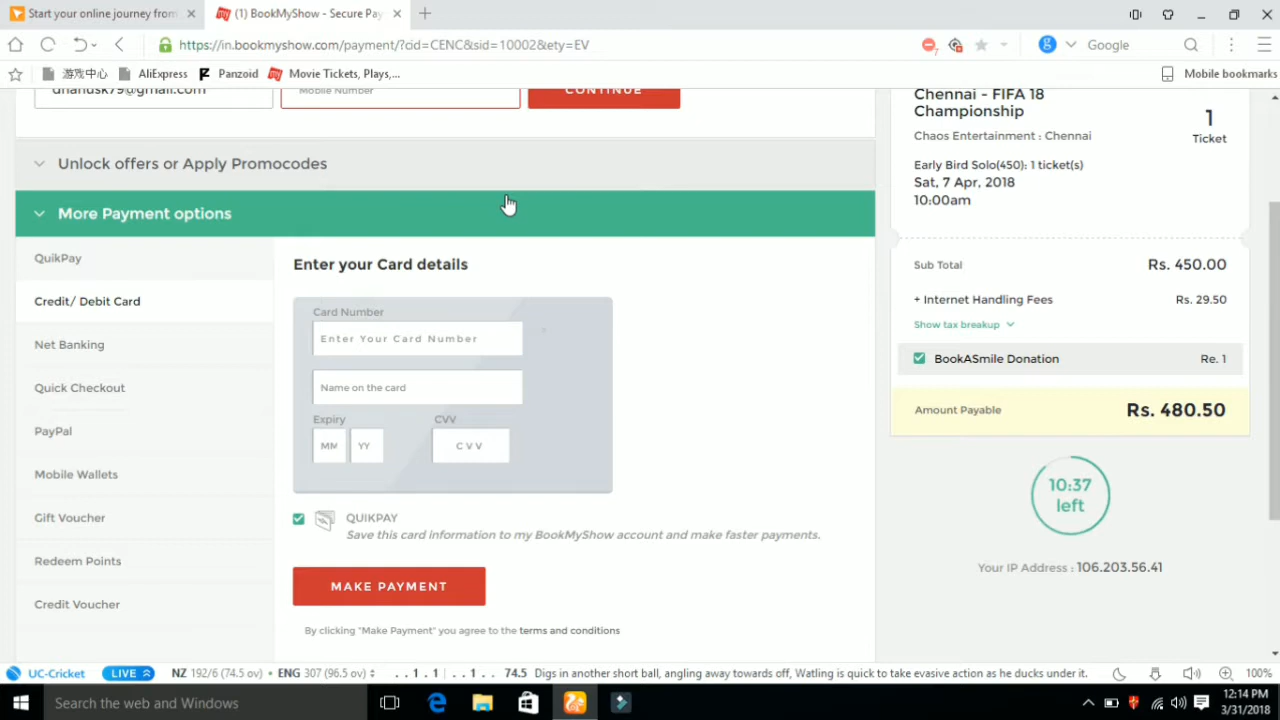 Start your online journey from
(1) BookMyShow - Secure Pay
https://in.bookmyshow.com/payment/?cid=CENC&sid=10002&ety=EV
Google
游戏中心
AliExpress
Panzoid
Movie Tickets, Plays,...
Mobile bookmarks
dhanusk79@gmail.com
Mobile Number
CONTINUE
Unlock offers or Apply Promocodes
More Payment options
QuikPay
Credit/ Debit Card
Net Banking
Quick Checkout
PayPal
Mobile Wallets
Gift Voucher
Redeem Points
Credit Voucher
Enter your Card details
Card Number
Enter Your Card Number
Name on the card
Expiry
CVV
MM
YY
CVV
QUIKPAY
Save this card information to my BookMyShow account and make faster payments.
MAKE PAYMENT
By clicking "Make Payment" you agree to the terms and conditions
Chennai - FIFA 18
Championship
1
Ticket
Chaos Entertainment : Chennai
Early Bird Solo(450): 1 ticket(s)
Sat, 7 Apr, 2018
10:00am
Sub Total Rs. 450.00
+ Internet Handling Fees Rs. 29.50
Show tax breakup
BookASmile Donation Re. 1
Amount Payable Rs. 480.50
10:37
left
Your IP Address : 106.203.56.41
UC-Cricket LIVE NZ 192/6 (74.5 ov) • ENG 307 (96.5 ov) . . 1 . 1 | . . 1 . . 74.5 Digs in another short ball, angling away towards off, Watling is quick to take evasive action as he ducks under it.
100%
Search the web and Windows
12:14 PM
3/31/2018